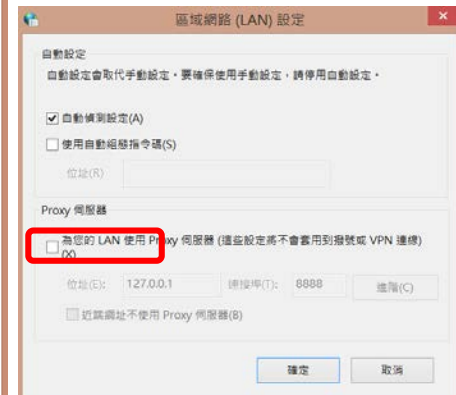 區域網路 (LAN) 設定
自動設定
自動設定會取代手動設定。要確保使用手動設定，請停用自動設定。
自動偵測設定(A)
使用自動組態指令碼(S)
位址(R)
Proxy 伺服器
為您的 LAN 使用 Proxy 伺服器 (這些設定將不會套用到撥號或 VPN 連線)
(X)
位址(E): 127.0.0.1 連接埠(T): 8888 進階(C)
近端網址不使用 Proxy 伺服器(B)
確定 取消